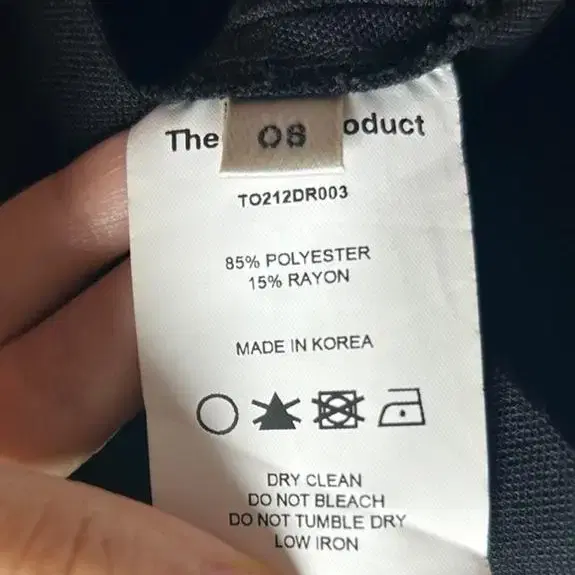 The oduct
OS
TO212DR003
85% POLYESTER
15% RAYON
MADE IN KOREA
DRY CLEAN
DO NOT BLEACH
DO NOT TUMBLE DRY
LOW IRON